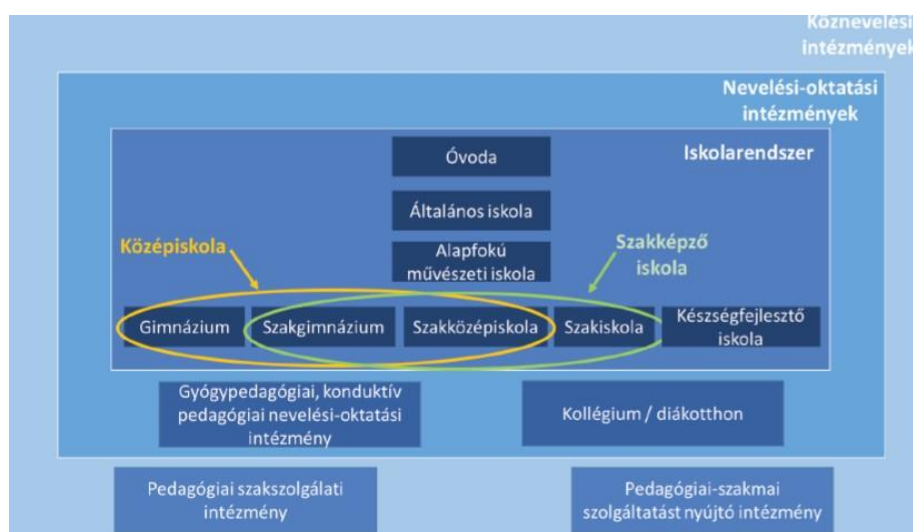 Köznevelési
intézmények
Nevelési-oktatási
intézmények
Iskolarendszer
Óvoda
Általános iskola
Alapfokú
művészeti iskola
Középiskola
Szakképző
iskola
Gimnázium
Szakgimnázium
Szakközépiskola
Szakiskola
Készségfejlesztő
iskola
Gyógypedagógiai, konduktív
pedagógiai nevelési-oktatási
intézmény
Kollégium / diákotthon
Pedagógiai szakszolgálati
intézmény
Pedagógiai-szakmai
szolgáltatást nyújtó intézmény